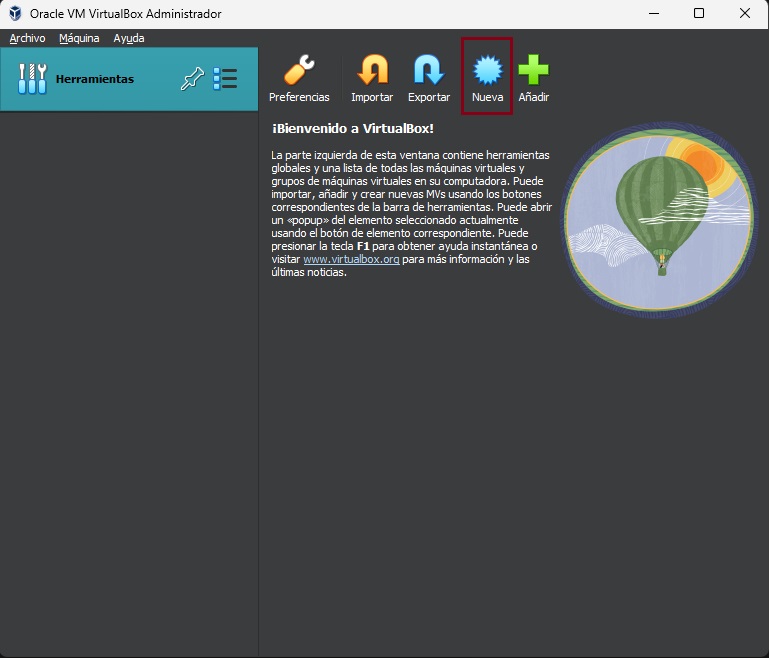 Oracle VM VirtualBox Administrador
Archivo Máquina Ayuda
Herramientas
Preferencias Importar Exportar Nueva Añadir
¡Bienvenido a VirtualBox!
La parte izquierda de esta ventana contiene herramientas
globales y una lista de todas las máquinas virtuales y
grupos de máquinas virtuales en su computadora. Puede
importar, añadir y crear nuevas MVs usando los botones
correspondientes de la barra de herramientas. Puede abrir
un «popup» del elemento seleccionado actualmente
usando el botón de elemento correspondiente. Puede
presionar la tecla F1 para obtener ayuda instantánea o
visitar www.virtualbox.org para más información y las
últimas noticias.